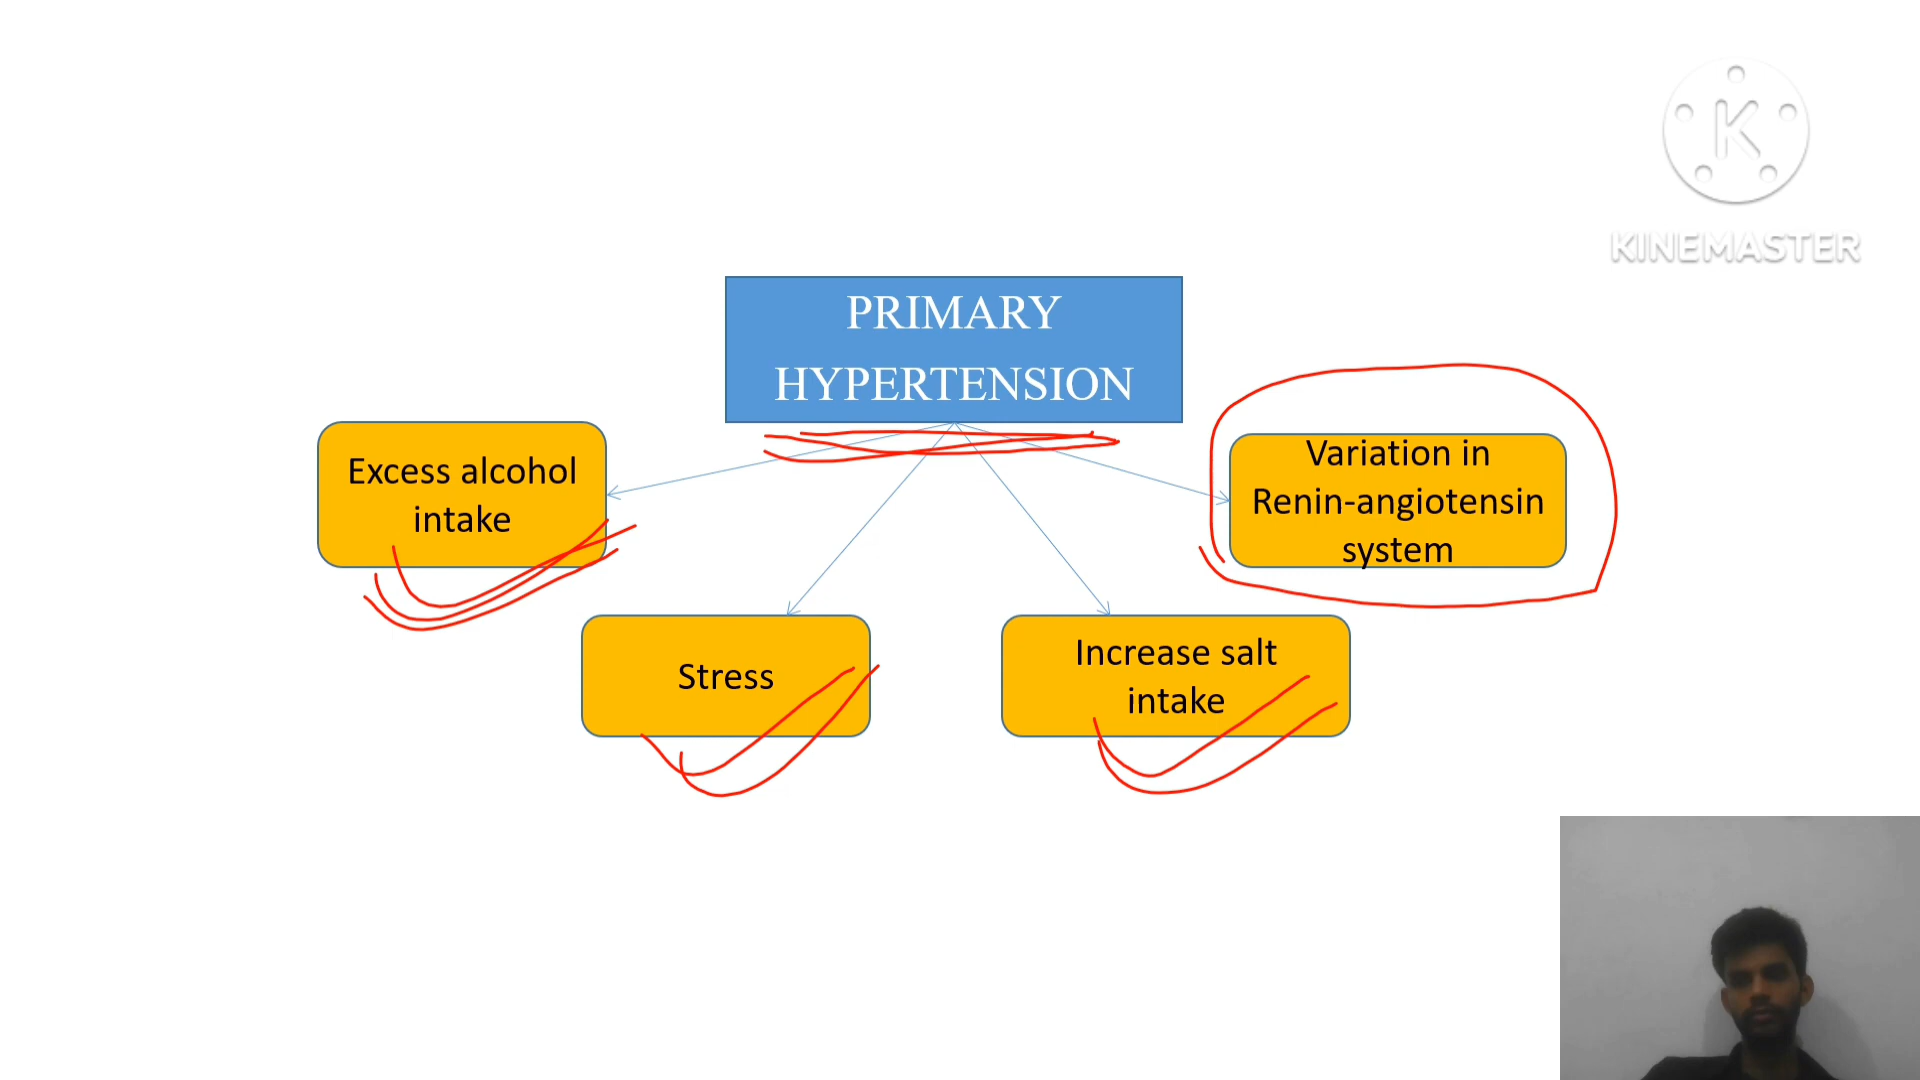 K
KINEMASTER
PRIMARY
HYPERTENSION
Excess alcohol
intake
Variation in
Renin-angiotensin
system
Stress
Increase salt
intake